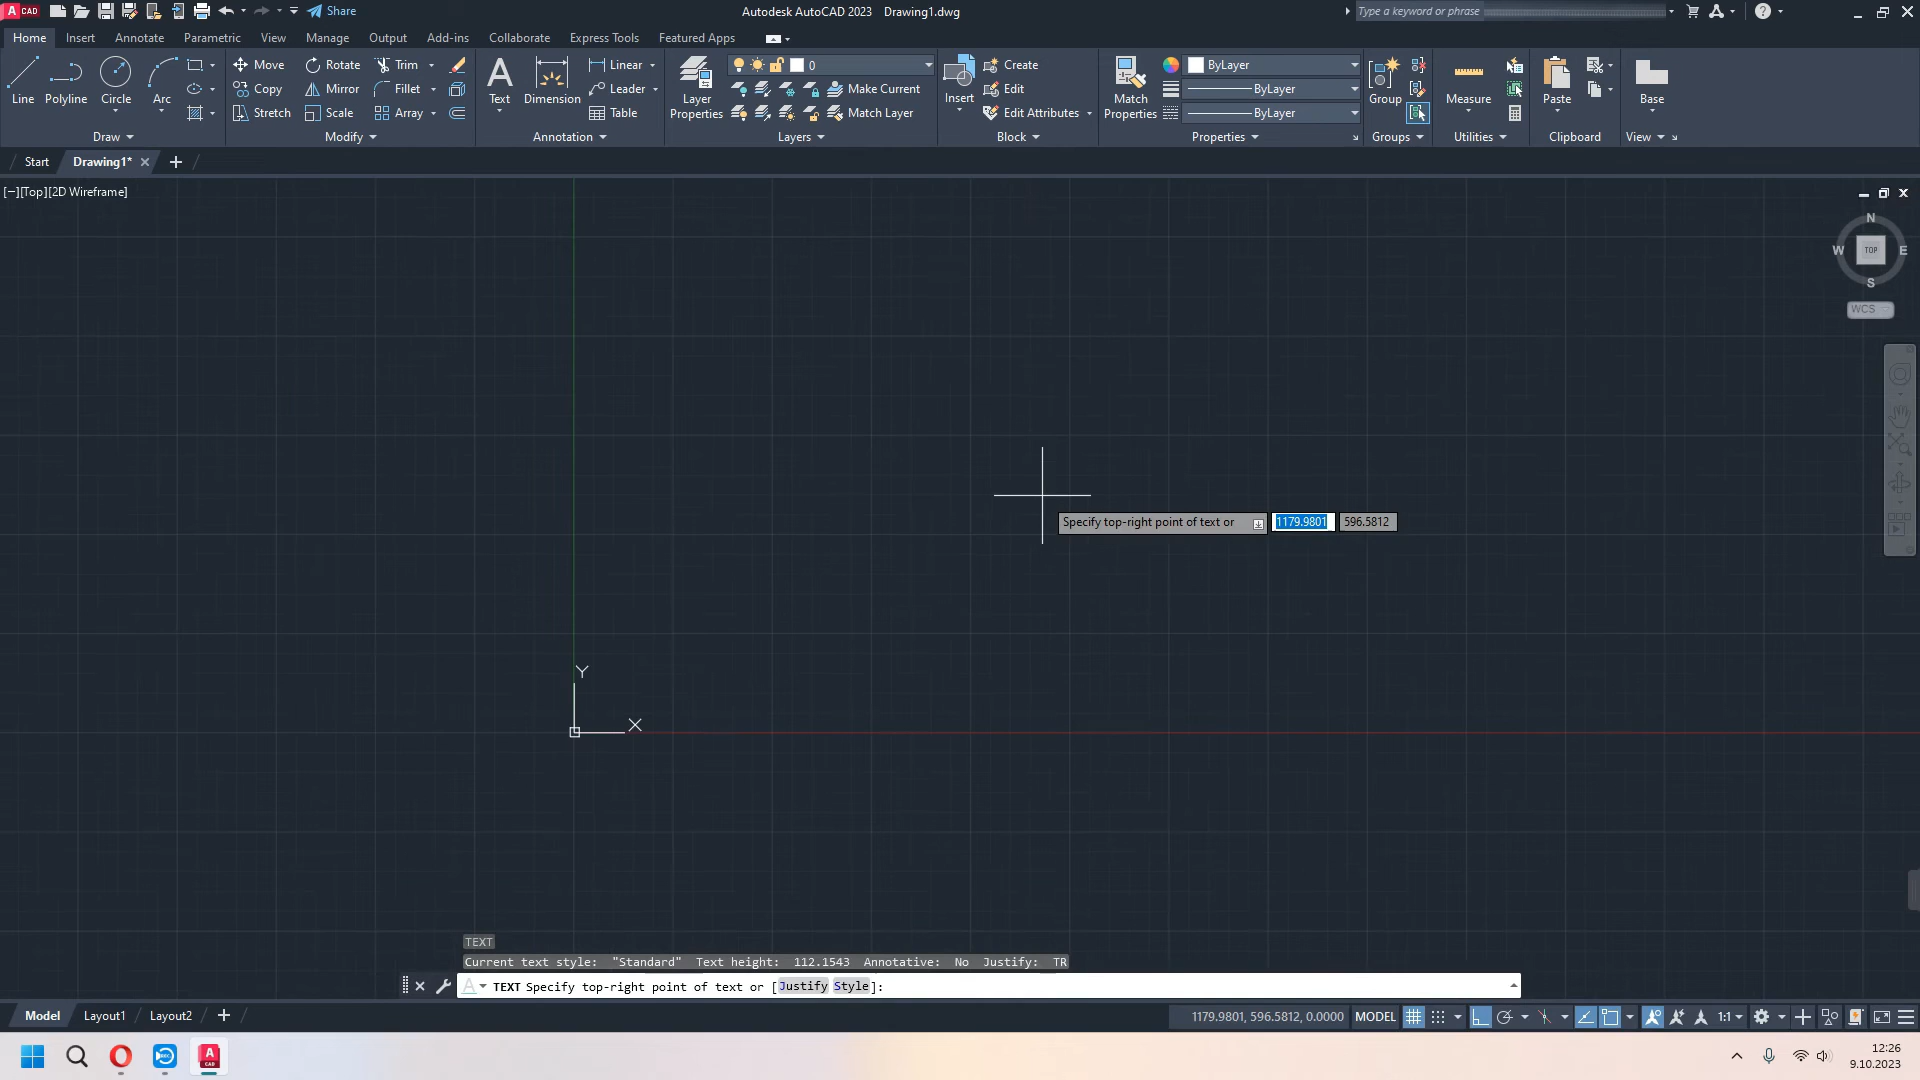 CAD Share Autodesk AutoCAD 2023 Drawing1.dwg Type a keyword or phrase
Home Insert Annotate Parametric View Manage Output Add-ins Collaborate Express Tools Featured Apps
Line Polyline Circle Arc
Move Rotate Trim
Copy Mirror Fillet
Stretch Scale Array
Text Dimension
Linear
Leader
Table
Layer Properties
0
Make Current
Match Layer
Insert
Create
Edit
Edit Attributes
Match Properties
ByLayer
ByLayer
ByLayer
Group Measure Paste Base
Draw Modify Annotation Layers Block Properties Groups Utilities Clipboard View
Start Drawing1*
[−][Top][2D Wireframe]
N
W TOP E
S
WCS
Specify top-right point of text or 1179.9801 596.5812
Y
X
TEXT
Current text style: "Standard" Text height: 112.1543 Annotative: No Justify: TR
TEXT Specify top-right point of text or [Justify Style]:
Model Layout1 Layout2 1179.9801, 596.5812, 0.0000 MODEL 1:1
REC A CAD 12:26
9.10.2023